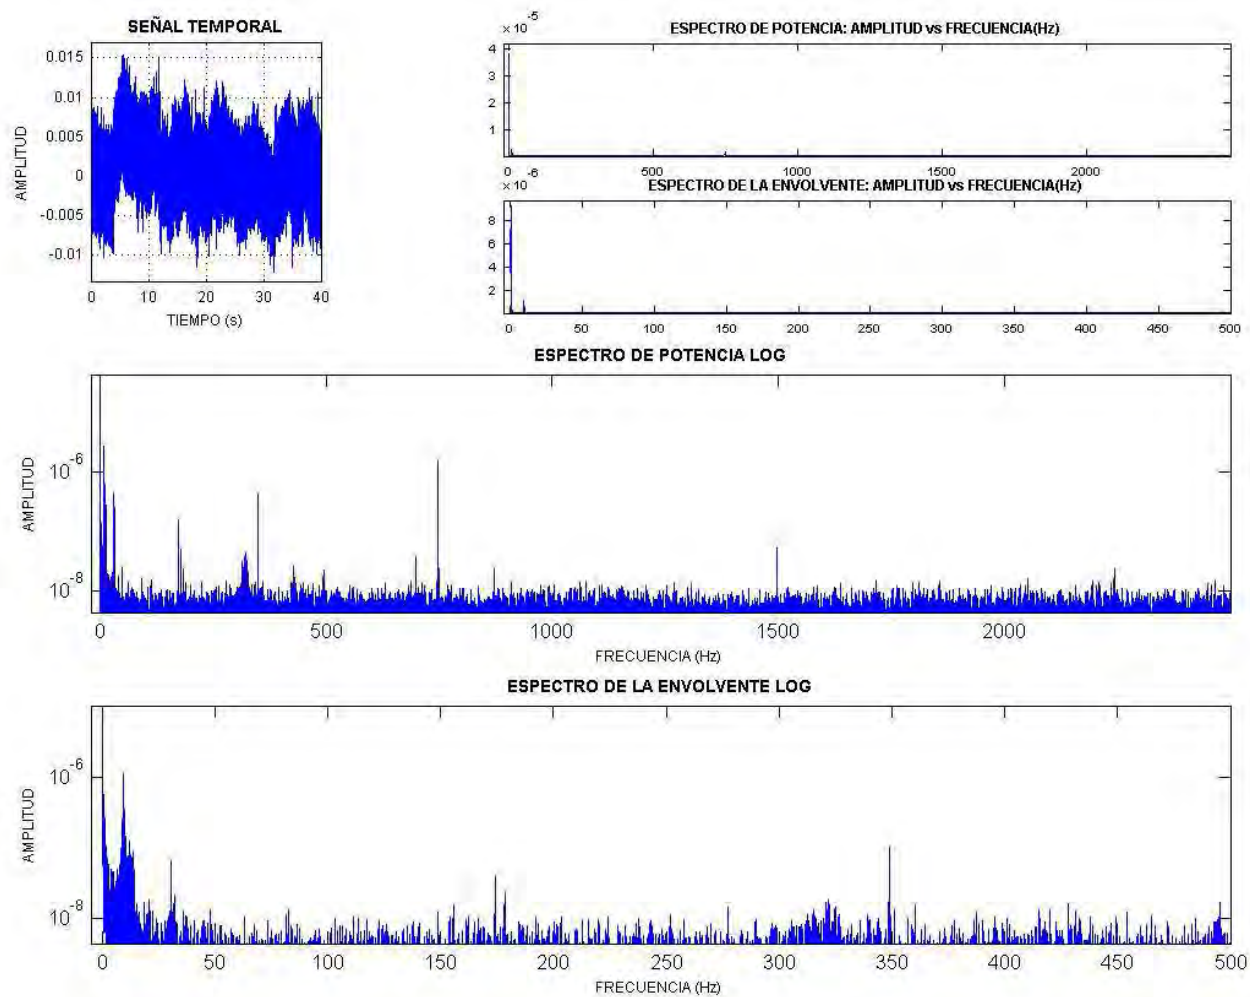 SEÑAL TEMPORAL
AMPLITUD
0.015
0.01
0.005
0
-0.005
-0.01
0 10 20 30 40
TIEMPO (s)
x 10 -5
ESPECTRO DE POTENCIA: AMPLITUD vs FRECUENCIA(Hz)
4
3
2
1
0 500 1000 1500 2000
x 10 -6
ESPECTRO DE LA ENVOLVENTE: AMPLITUD vs FRECUENCIA(Hz)
8
6
4
2
0 50 100 150 200 250 300 350 400 450 500
ESPECTRO DE POTENCIA LOG
AMPLITUD
10-6
10-8
0 500 1000 1500 2000
FRECUENCIA (Hz)
ESPECTRO DE LA ENVOLVENTE LOG
AMPLITUD
10-6
10-8
0 50 100 150 200 250 300 350 400 450 500
FRECUENCIA (Hz)